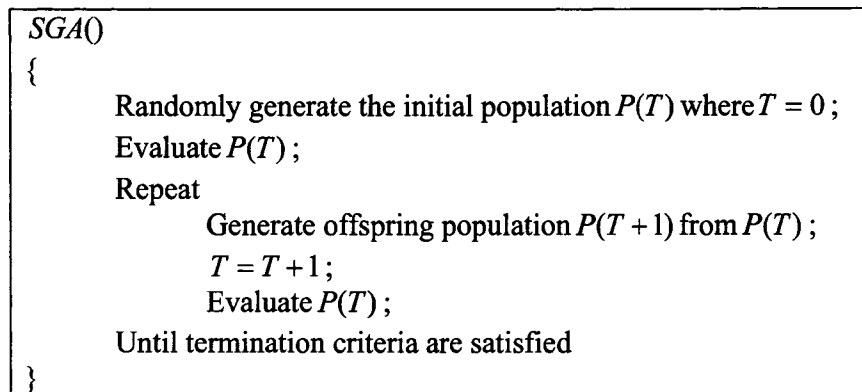 SGA()
{
Randomly generate the initial population P(T) where T = 0 ;
Evaluate P(T) ;
Repeat
Generate offspring population P(T + 1) from P(T) ;
T = T + 1 ;
Evaluate P(T) ;
Until termination criteria are satisfied
}